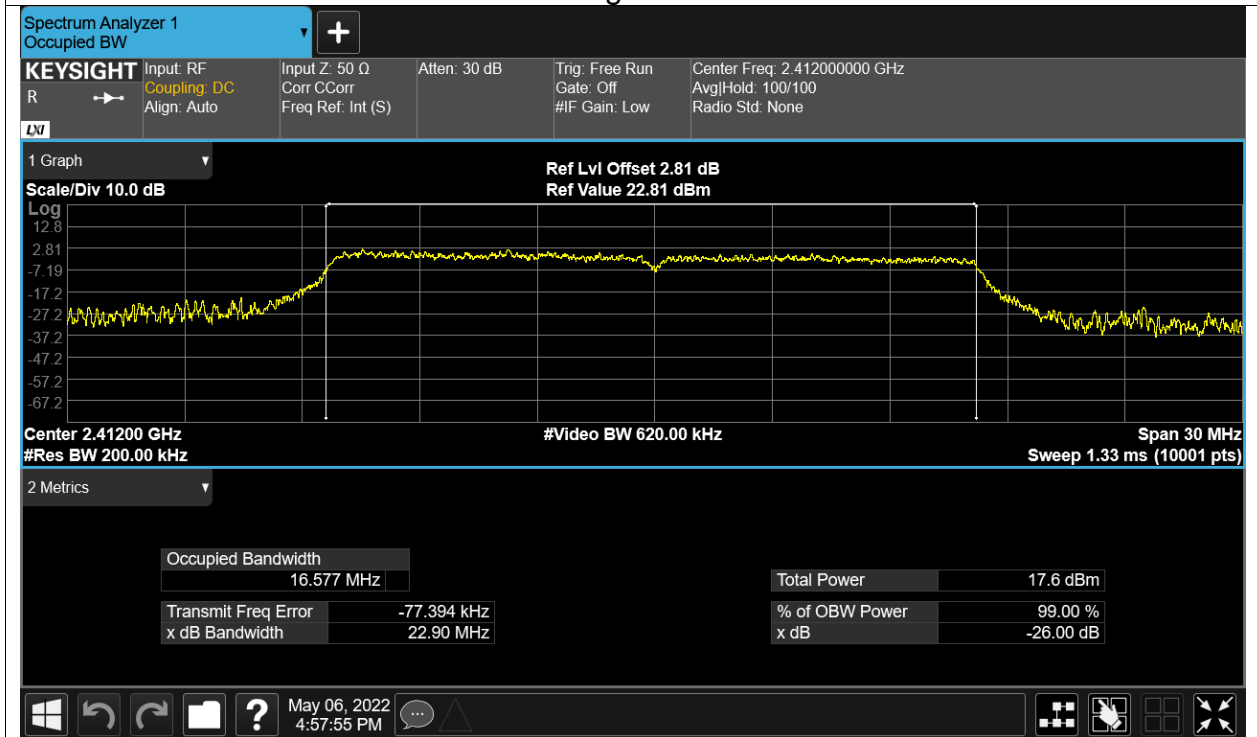 Spectrum Analyzer 1
Occupied BW
+
KEYSIGHT
R
LXI
Input: RF
Coupling: DC
Align: Auto
Input Z: 50 Ω
Corr CCorr
Freq Ref: Int (S)
Atten: 30 dB
Trig: Free Run
Gate: Off
#IF Gain: Low
Center Freq: 2.412000000 GHz
Avg|Hold: 100/100
Radio Std: None
1 Graph
Scale/Div 10.0 dB
Ref Lvl Offset 2.81 dB
Ref Value 22.81 dBm
Log
12.8
2.81
-7.19
-17.2
-27.2
-37.2
-47.2
-57.2
-67.2
Center 2.41200 GHz
#Res BW 200.00 kHz
#Video BW 620.00 kHz
Span 30 MHz
Sweep 1.33 ms (10001 pts)
2 Metrics
Occupied Bandwidth
16.577 MHz
Transmit Freq Error -77.394 kHz
x dB Bandwidth 22.90 MHz
Total Power 17.6 dBm
% of OBW Power 99.00 %
x dB -26.00 dB
?
May 06, 2022
4:57:55 PM